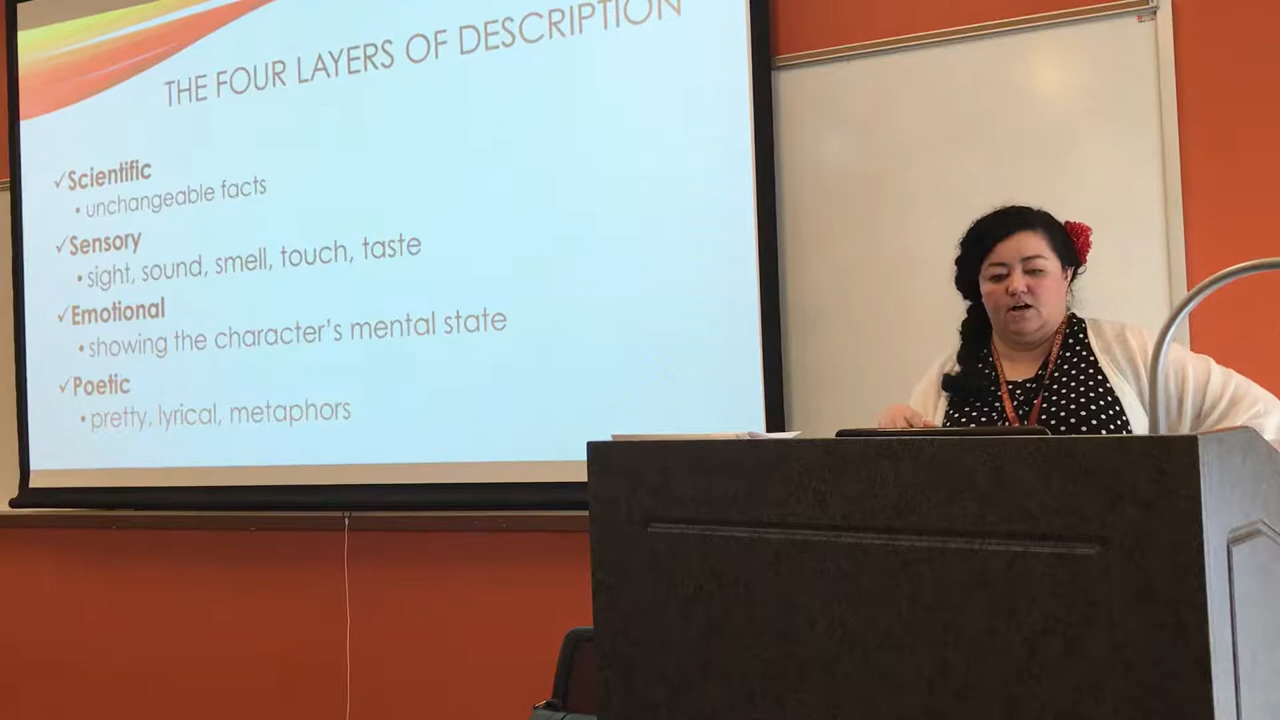 THE FOUR LAYERS OF DESCRIPTION
✓Scientific
• unchangeable facts
✓Sensory
• sight, sound, smell, touch, taste
✓Emotional
• showing the character's mental state
✓Poetic
• pretty, lyrical, metaphors